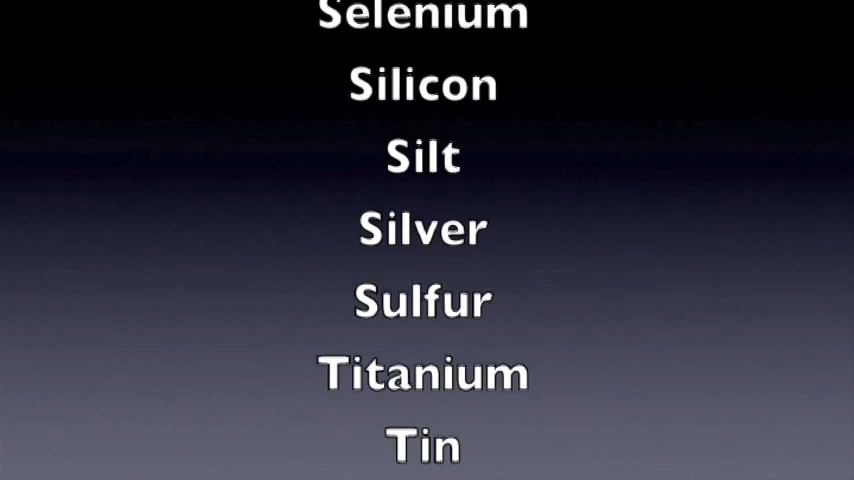 Selenium
Silicon
Silt
Silver
Sulfur
Titanium
Tin